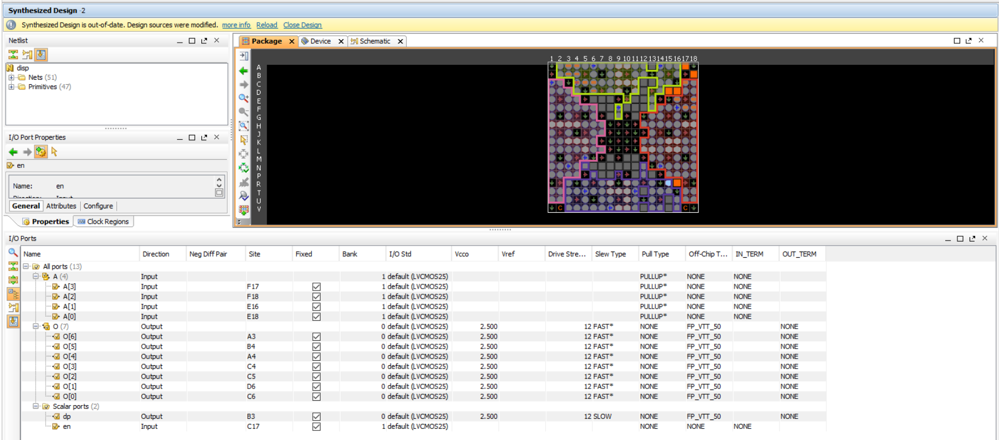 Synthesized Design -2
Synthesized Design is out-of-date. Design sources were modified. more info Reload Close Design
Netlist
disp
Nets (51)
Primitives (47)
I/O Port Properties
en
Name: en
General Attributes Configure
Properties Clock Regions
Package Device Schematic
1 2 3 4 5 6 7 8 9 10 11 12 13 14 15 16 17 18
A
B
C
D
E
F
G
H
J
K
L
M
N
P
R
T
U
V
C C
I/O Ports
Name Direction Neg Diff Pair Site Fixed Bank I/O Std Vcco Vref Drive Stre... Slew Type Pull Type Off-Chip T... IN_TERM OUT_TERM
All ports (13)
A (4) Input 1 default (LVCMOS25) PULLUP* NONE NONE
A[3] Input F17 1 default (LVCMOS25) PULLUP* NONE NONE
A[2] Input F18 1 default (LVCMOS25) PULLUP* NONE NONE
A[1] Input E16 1 default (LVCMOS25) PULLUP* NONE NONE
A[0] Input E18 1 default (LVCMOS25) PULLUP* NONE NONE
O (7) Output 0 default (LVCMOS25) 2.500 12 FAST* NONE FP_VTT_50 NONE
O[6] Output A3 0 default (LVCMOS25) 2.500 12 FAST* NONE FP_VTT_50 NONE
O[5] Output B4 0 default (LVCMOS25) 2.500 12 FAST* NONE FP_VTT_50 NONE
O[4] Output A4 0 default (LVCMOS25) 2.500 12 FAST* NONE FP_VTT_50 NONE
O[3] Output C4 0 default (LVCMOS25) 2.500 12 FAST* NONE FP_VTT_50 NONE
O[2] Output C5 0 default (LVCMOS25) 2.500 12 FAST* NONE FP_VTT_50 NONE
O[1] Output D6 0 default (LVCMOS25) 2.500 12 FAST* NONE FP_VTT_50 NONE
O[0] Output C6 0 default (LVCMOS25) 2.500 12 FAST* NONE FP_VTT_50 NONE
Scalar ports (2)
dp Output B3 0 default (LVCMOS25) 2.500 12 SLOW NONE FP_VTT_50 NONE
en Input C17 1 default (LVCMOS25) NONE NONE NONE